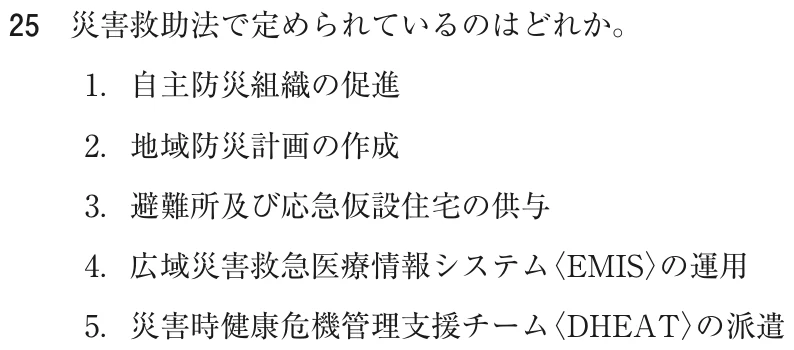 25 災害救助法で定められているのはどれか。
1. 自主防災組織の促進
2. 地域防災計画の作成
3. 避難所及び応急仮設住宅の供与
4. 広域災害救急医療情報システム〈EMIS〉の運用
5. 災害時健康危機管理支援チーム〈DHEAT〉の派遣